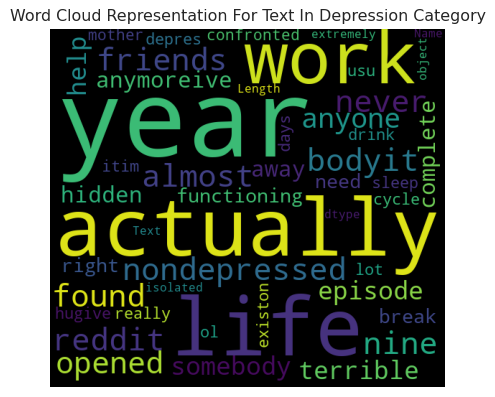 Word Cloud Representation For Text In Depression Category
mother depres confronted extremely Name
help friends work object
anymoreive Length usu never
year days anyone drink
almost away bodyit complete
itim need sleep
hidden functioning cycle
actually dtype
Text
right nondepressed lot
found isolated episode
hugive really life existon break
reddit ol nine
opened somebody terrible